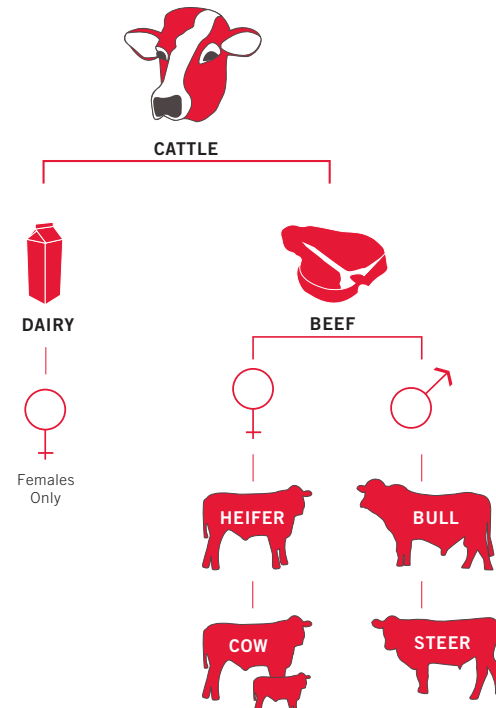 CATTLE
DAIRY
BEEF
Females
Only
HEIFER
BULL
COW
STEER